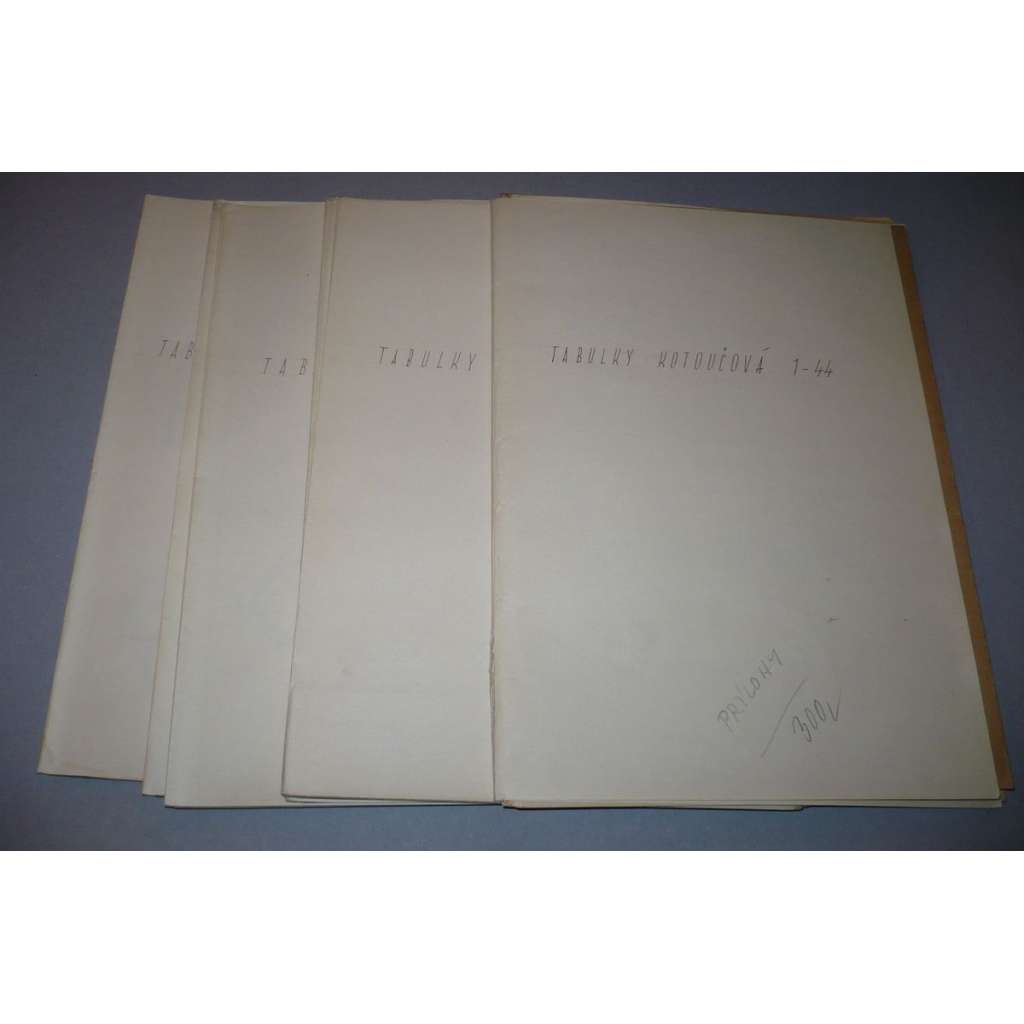 TAB
TAB
TABULKY
TABULKY KOTOUČOVÁ 1-44
PŘÍLOHY
300,